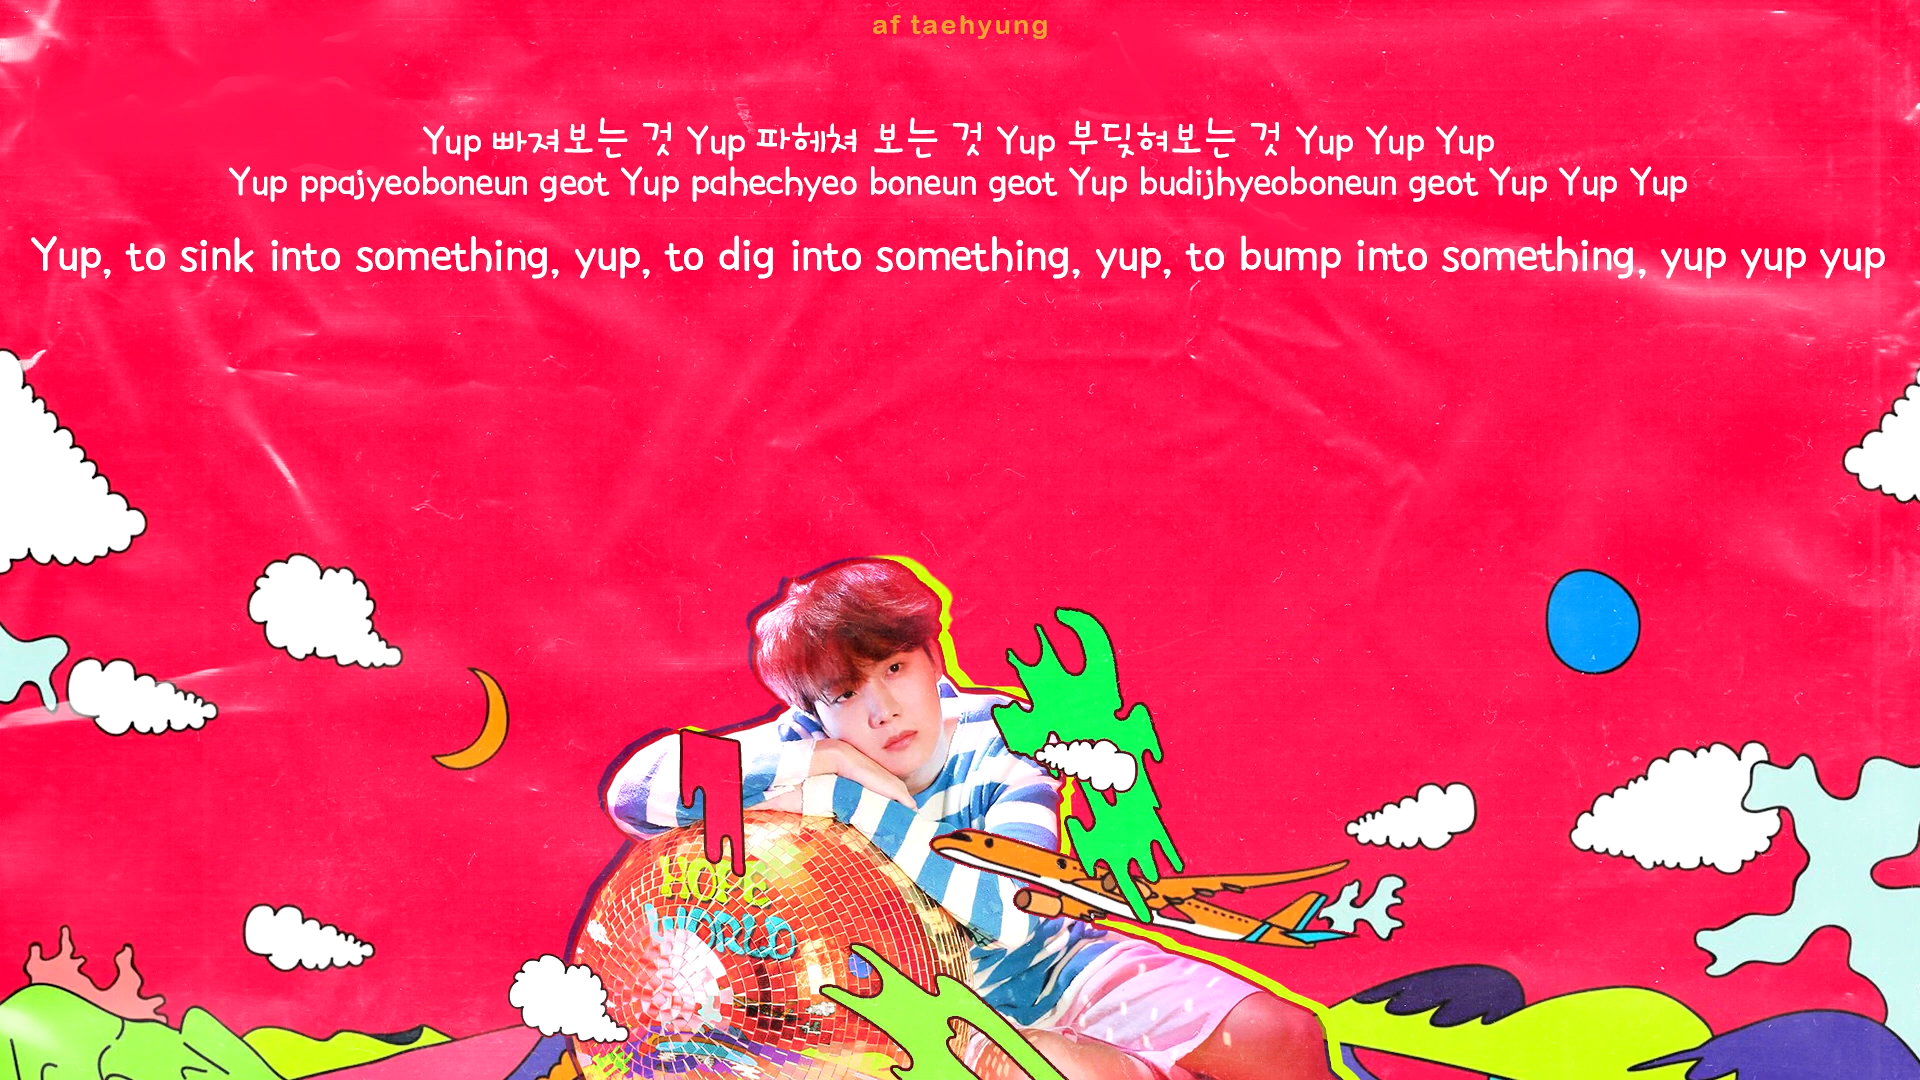 af taehyung
Yup 빠져보는 것 Yup 파헤쳐 보는 것 Yup 부딪혀보는 것 Yup Yup Yup
Yup ppajyeoboneun geot Yup pahechyeo boneun geot Yup budijhyeoboneun geot Yup Yup Yup
Yup, to sink into something, yup, to dig into something, yup, to bump into something, yup yup yup
HOPE
WORLD